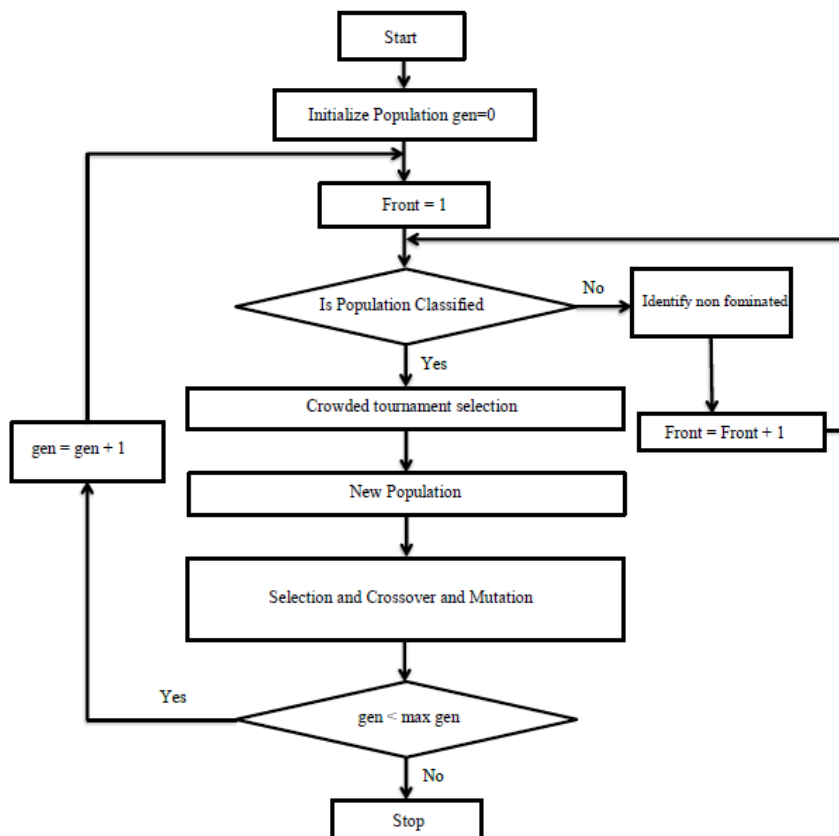 Start
Initialize Population gen=0
Front = 1
Is Population Classified
No
Identify non fominated
Yes
Crowded tournament selection
Front = Front + 1
gen = gen + 1
New Population
Selection and Crossover and Mutation
Yes
gen < max gen
No
Stop